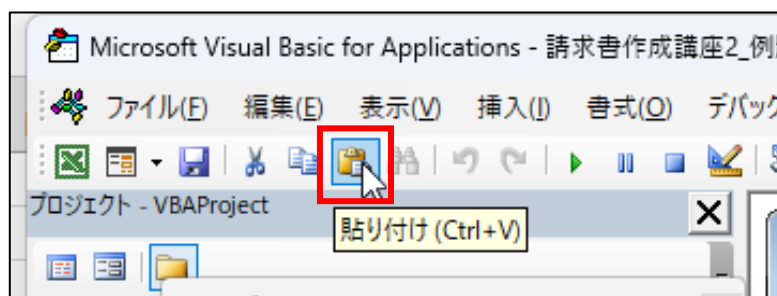 Microsoft Visual Basic for Applications - 請求書作成講座2_例
ファイル(F) 編集(E) 表示(V) 挿入(I) 書式(O) デバッグ
プロジェクト - VBAProject
貼り付け (Ctrl+V)